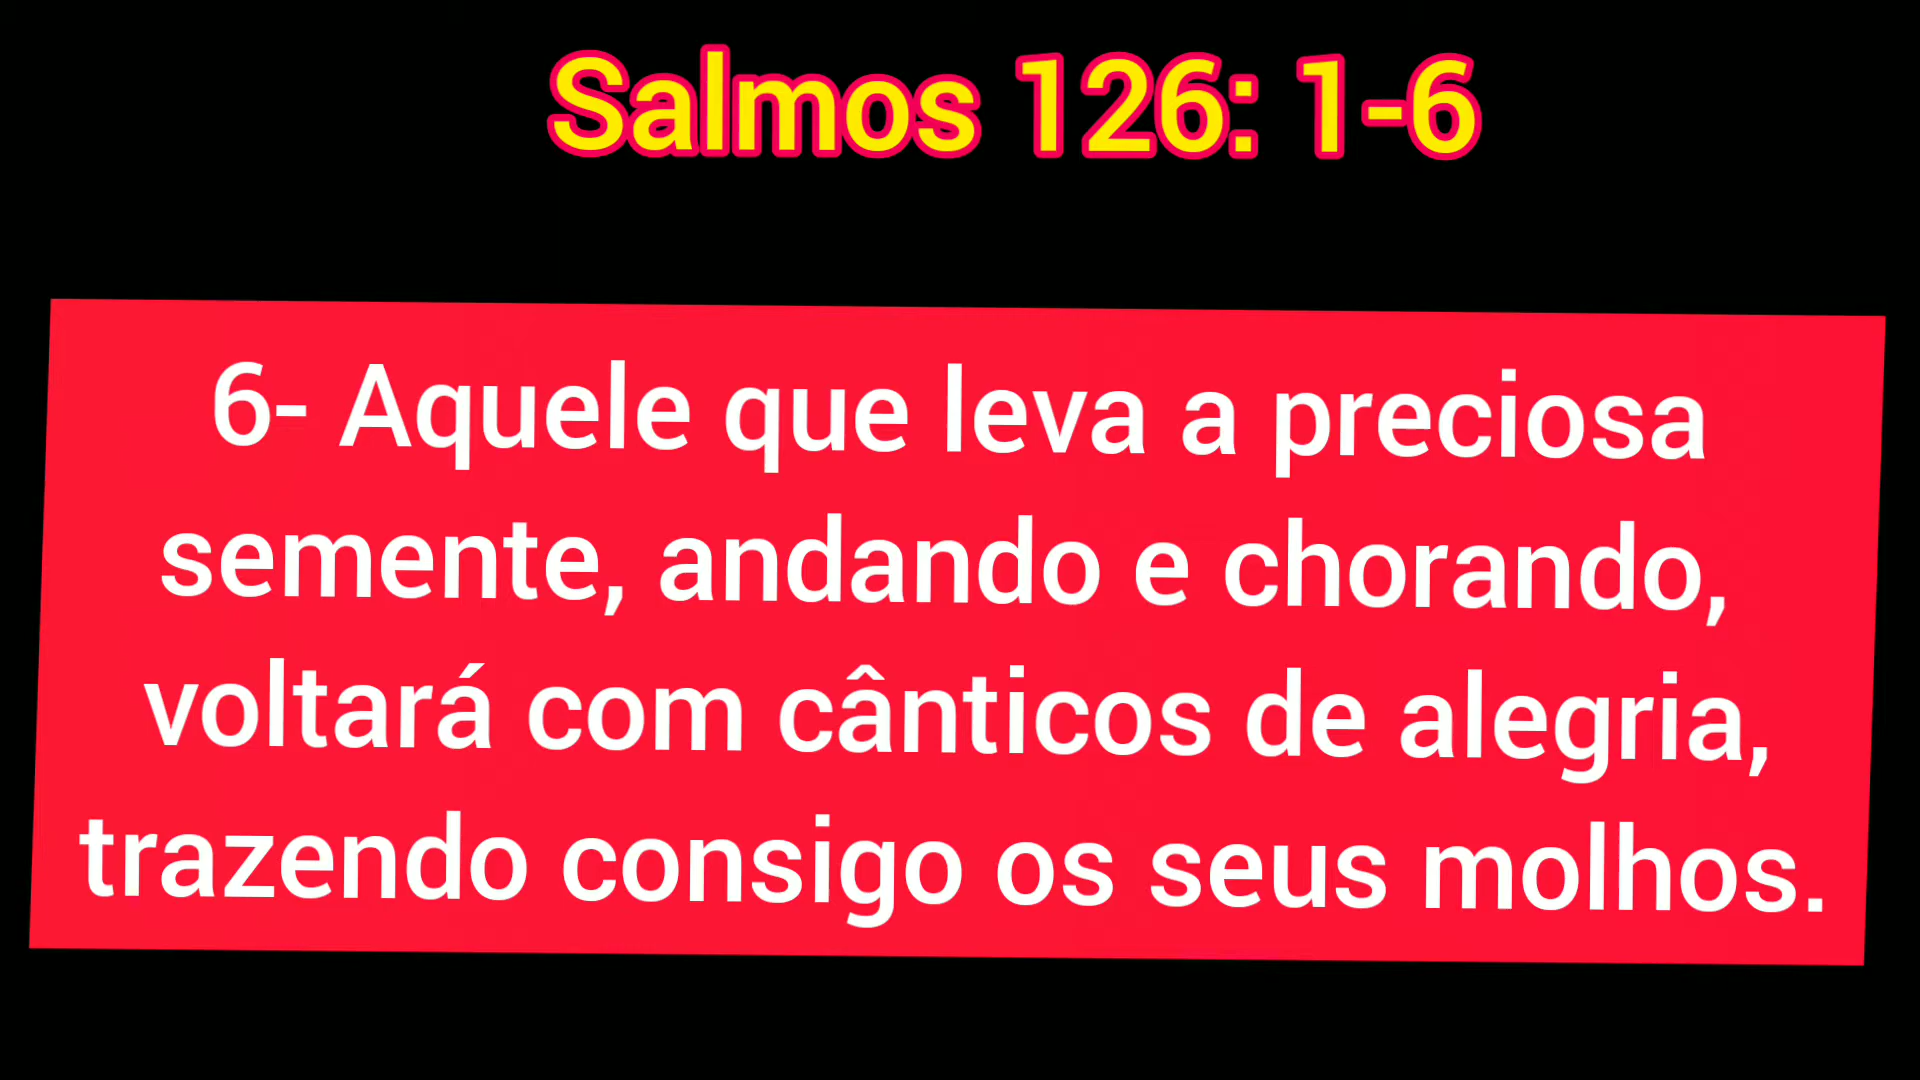 Salmos 126: 1-6
6- Aquele que leva a preciosa
semente, andando e chorando,
voltará com cânticos de alegria,
trazendo consigo os seus molhos.